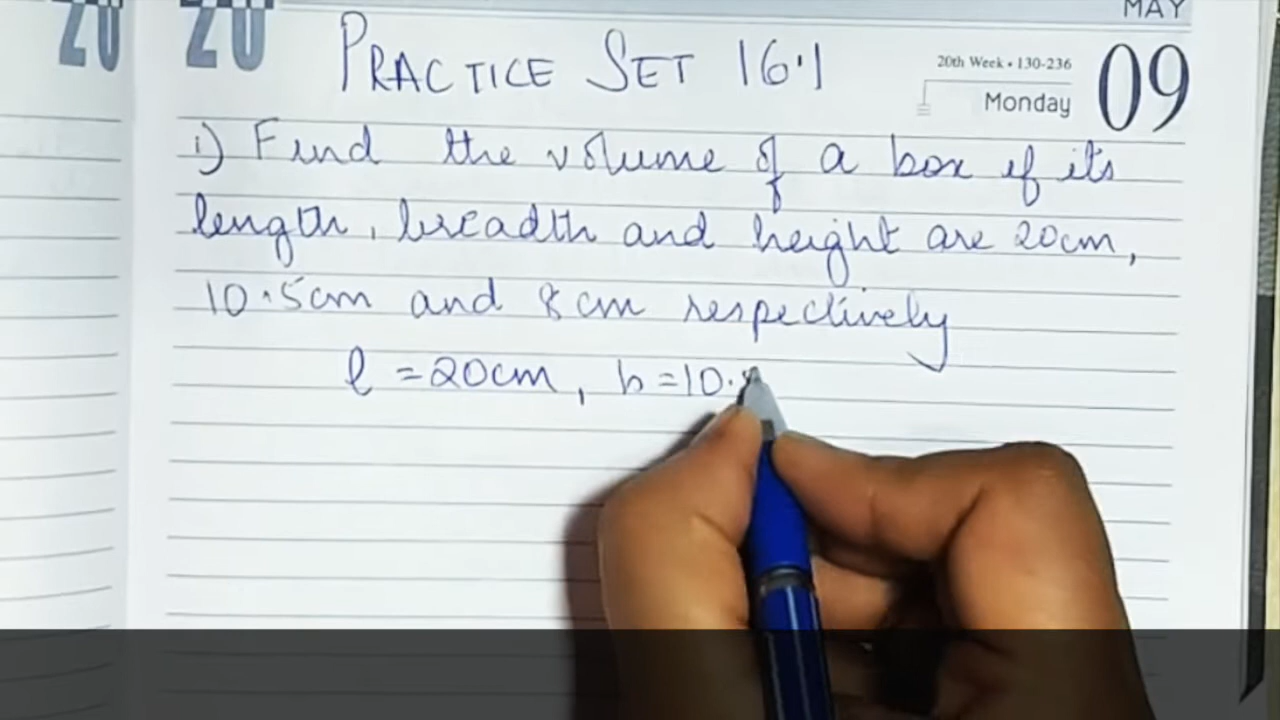 20
20
MAY
PRACTICE SET 16.1
20th Week • 130-236
Monday
09
1) Find the volume of a box if its
length, breadth and height are 20cm,
10.5cm and 8cm respectively
l = 20cm, b = 10.